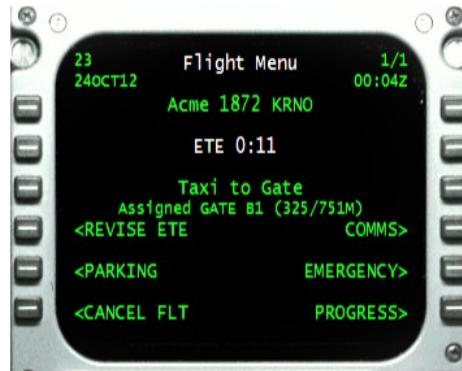 23 Flight Menu 1/1
24OCT12 00:04Z
Acme 1872 KRNO
ETE 0:11
Taxi to Gate
Assigned GATE B1 (325/751M)
<REVISE ETE COMMS>
<PARKING EMERGENCY>
<CANCEL FLT PROGRESS>